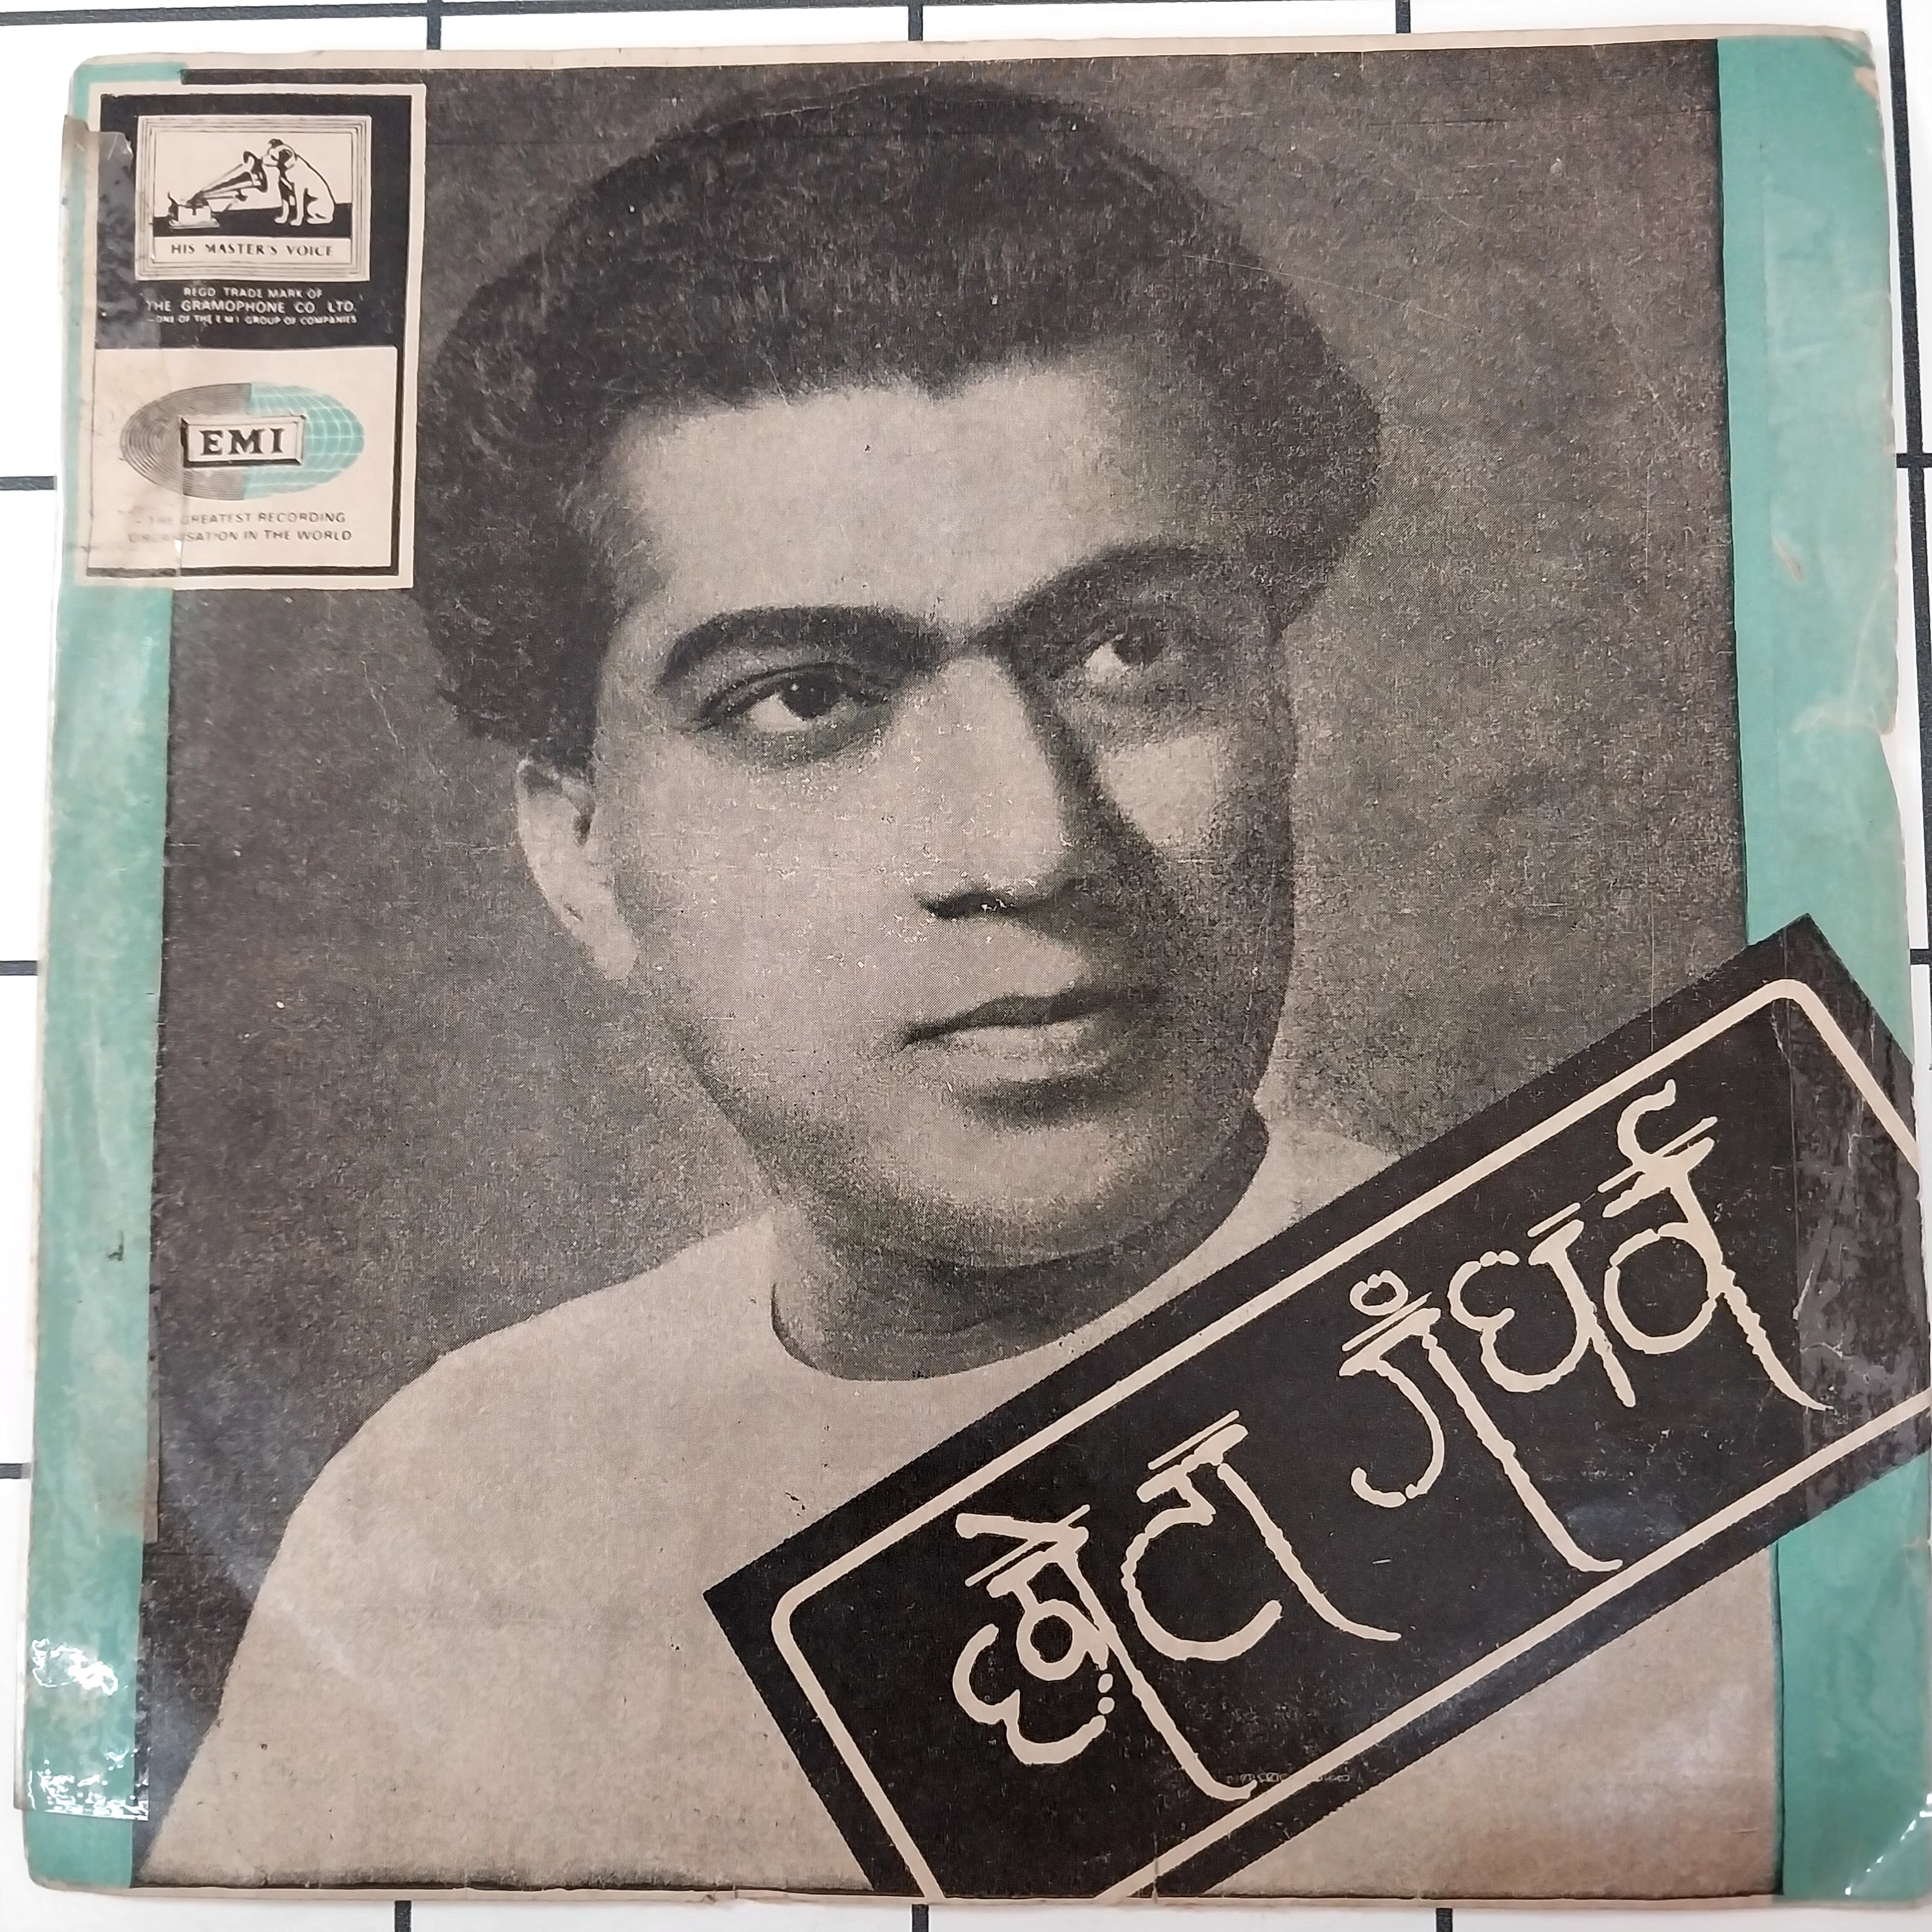 HIS MASTER'S VOICE
REGD. TRADE MARK OF
THE GRAMOPHONE CO. LTD.
- ONE OF THE E M I GROUP OF COMPANIES
EMI
- THE GREATEST RECORDING
ORGANISATION IN THE WORLD
छोटा गंधर्व